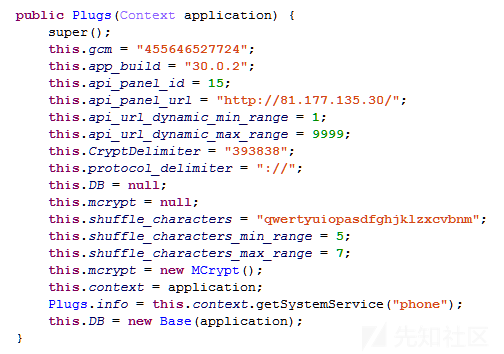 public Plugs(Context application) {
super();
this.gcm = "455646527724";
this.app_build = "30.0.2";
this.api_panel_id = 15;
this.api_panel_url = "http://81.177.135.30/";
this.api_url_dynamic_min_range = 1;
this.api_url_dynamic_max_range = 9999;
this.CryptDelimiter = "393838";
this.protocol_delimiter = "://";
this.DB = null;
this.mcrypt = null;
this.shuffle_characters = "qwertyuiopasdfghjklzxcvbnm";
this.shuffle_characters_min_range = 5;
this.shuffle_characters_max_range = 7;
this.mcrypt = new MCrypt();
this.context = application;
Plugs.info = this.context.getSystemService("phone");
this.DB = new Base(application);
}
先知社区